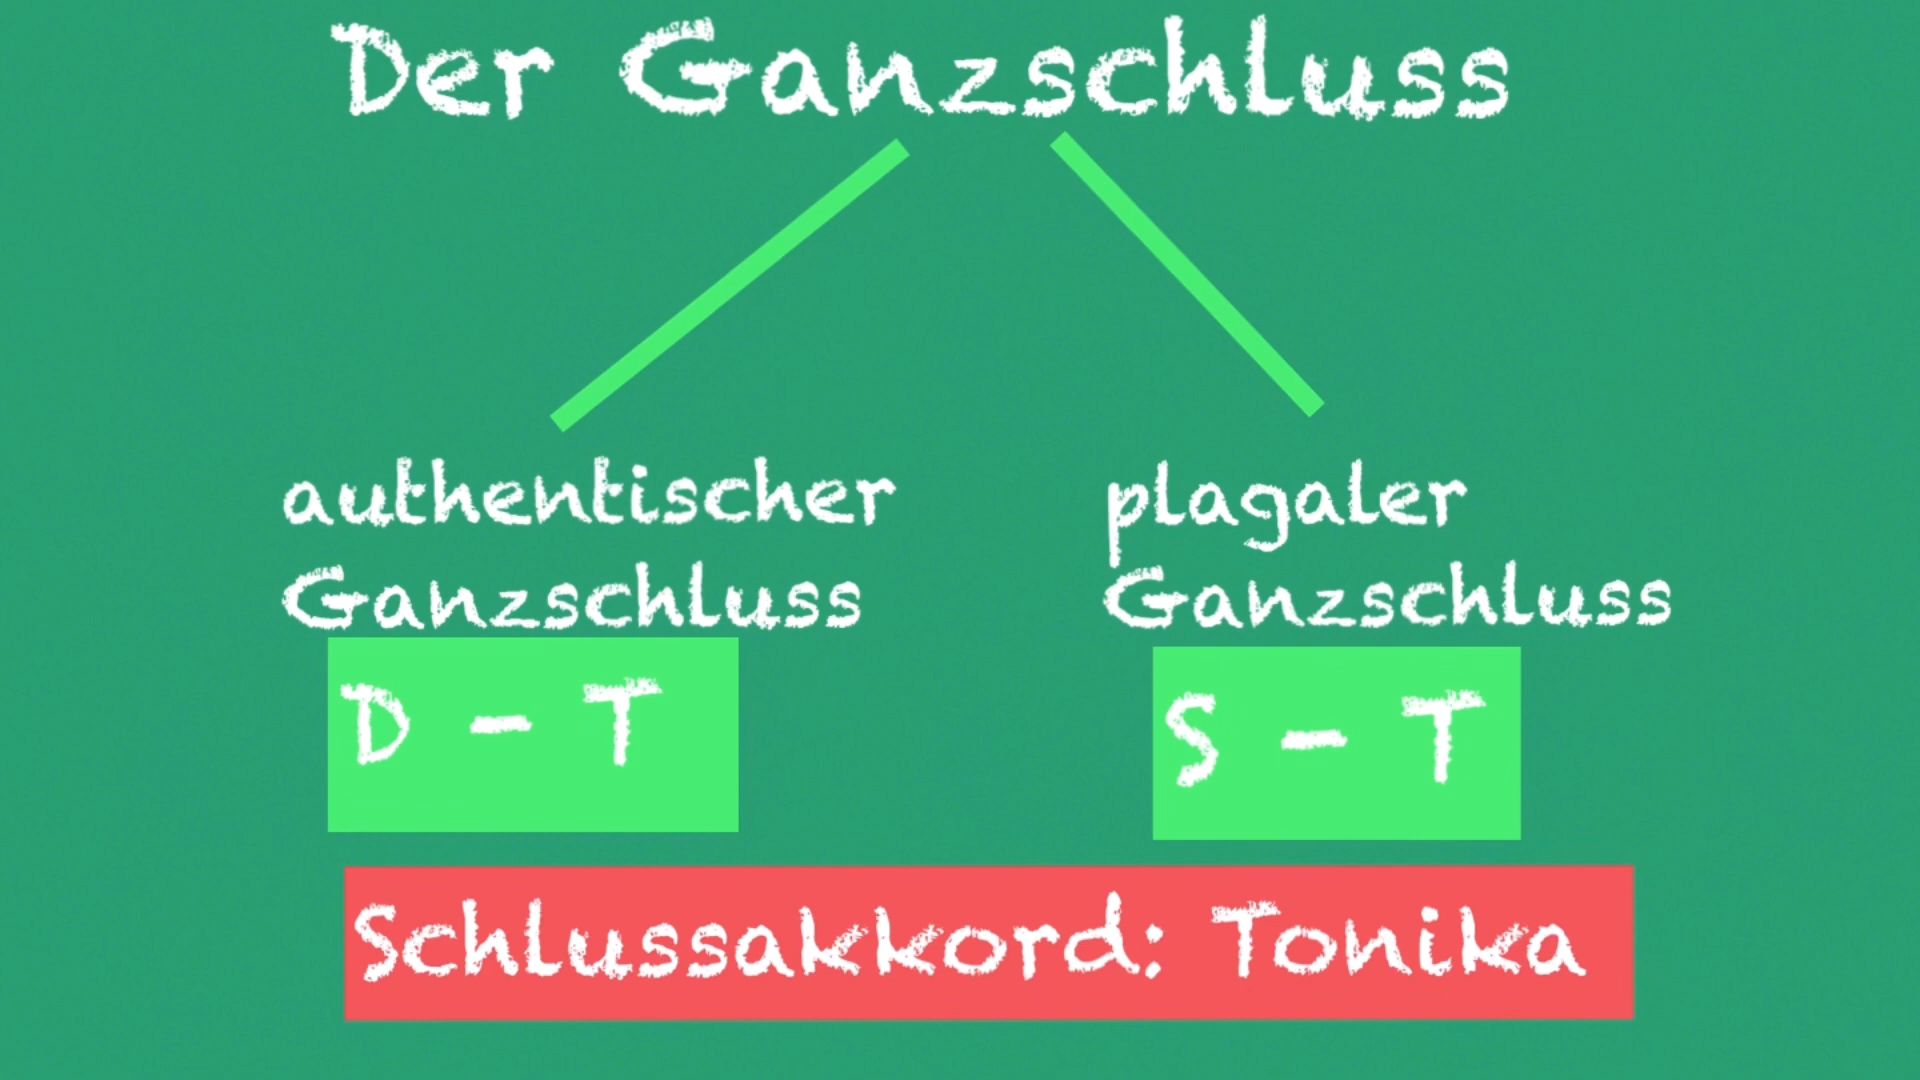 Der Ganzschluss
authentischer
Ganzschluss
D - T
plagaler
Ganzschluss
S - T
Schlussakkord: Tonika